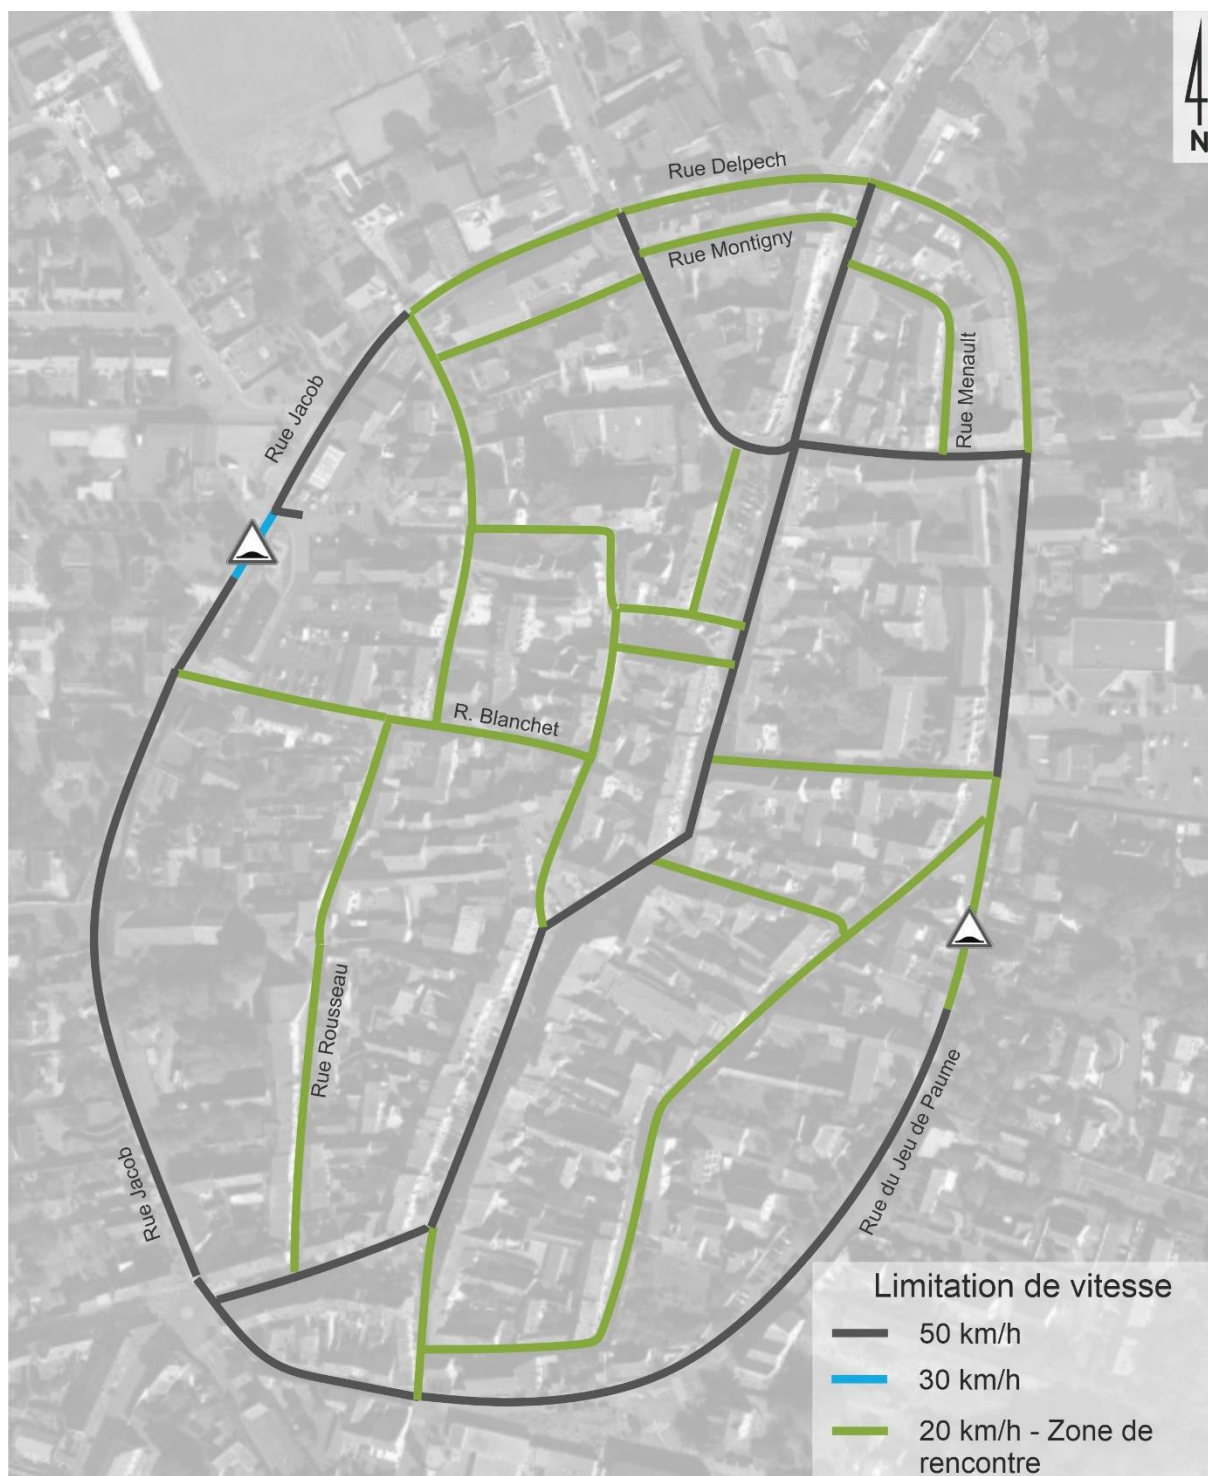 N
Rue Delpech
Rue Montigny
Rue Menault
Rue Jacob
R. Blanchet
Rue Rousseau
Rue du Jeu de Paume
Rue Jacob
Limitation de vitesse
50 km/h
30 km/h
20 km/h - Zone de
rencontre